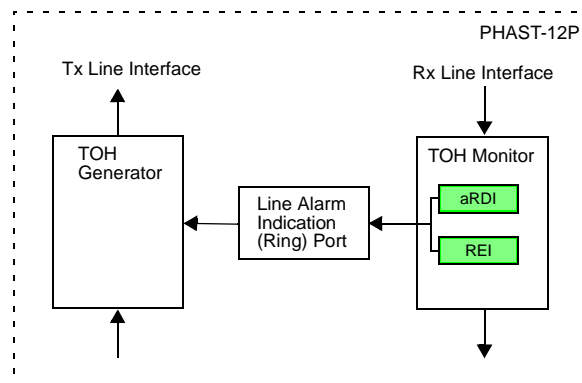 PHAST-12P
Tx Line Interface
Rx Line Interface
TOH
Generator
TOH Monitor
Line Alarm
Indication
(Ring) Port
aRDI
REI